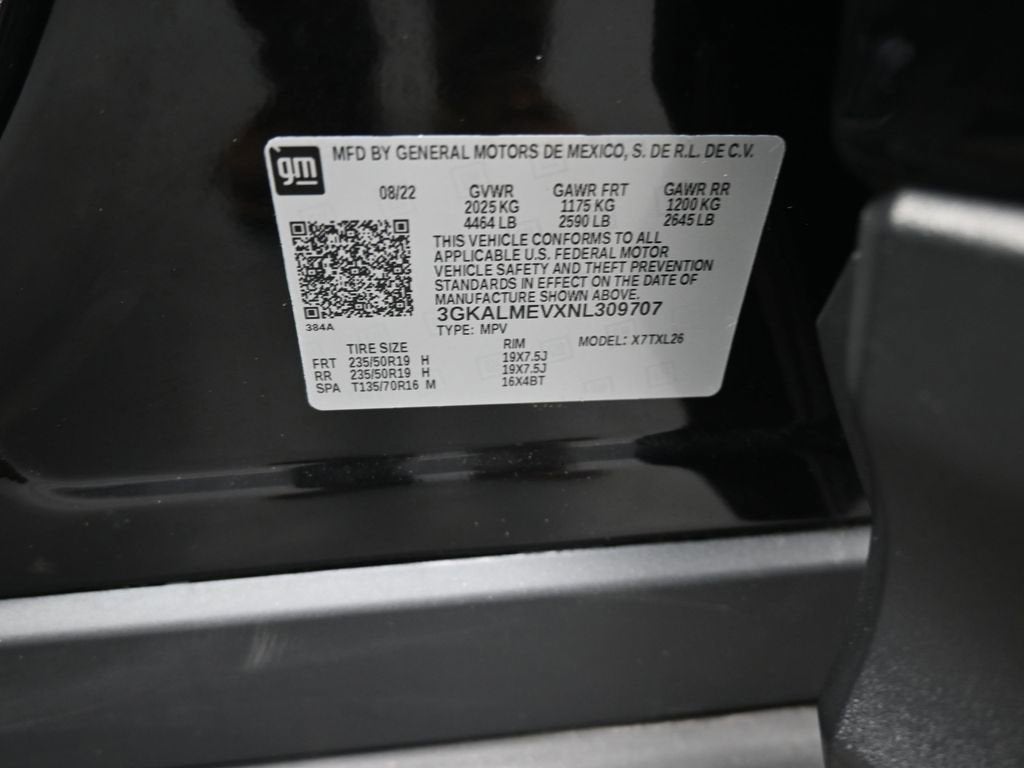 gm MFD BY GENERAL MOTORS DE MEXICO, S. DE R.L. DE C.V.
08/22 GVWR GAWR FRT GAWR RR
2025 KG 1175 KG 1200 KG
4464 LB 2590 LB 2645 LB
THIS VEHICLE CONFORMS TO ALL
APPLICABLE U.S. FEDERAL MOTOR
VEHICLE SAFETY AND THEFT PREVENTION
STANDARDS IN EFFECT ON THE DATE OF
MANUFACTURE SHOWN ABOVE.
3GKALMEVXNL309707
384A
TYPE: MPV MODEL: X7TXL26
TIRE SIZE RIM
FRT 235/50R19 H 19X7.5J
RR 235/50R19 H 19X7.5J
SPA T135/70R16 M 16X4BT